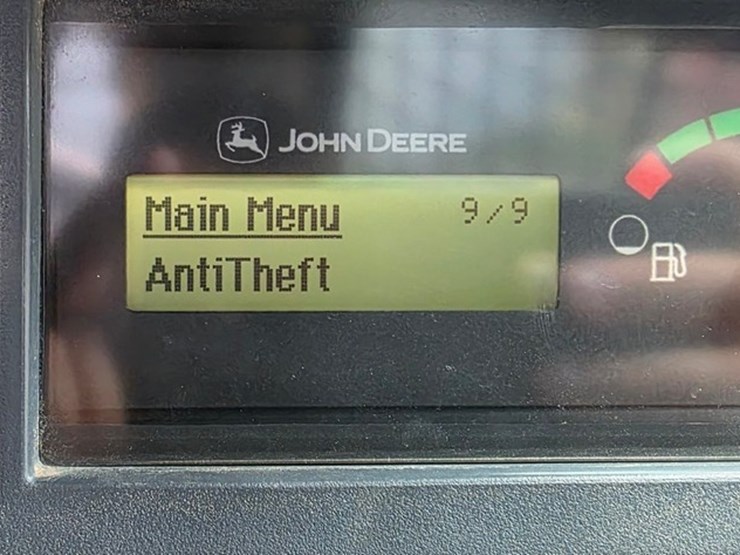 JOHN DEERE
Main Menu 9/9
AntiTheft